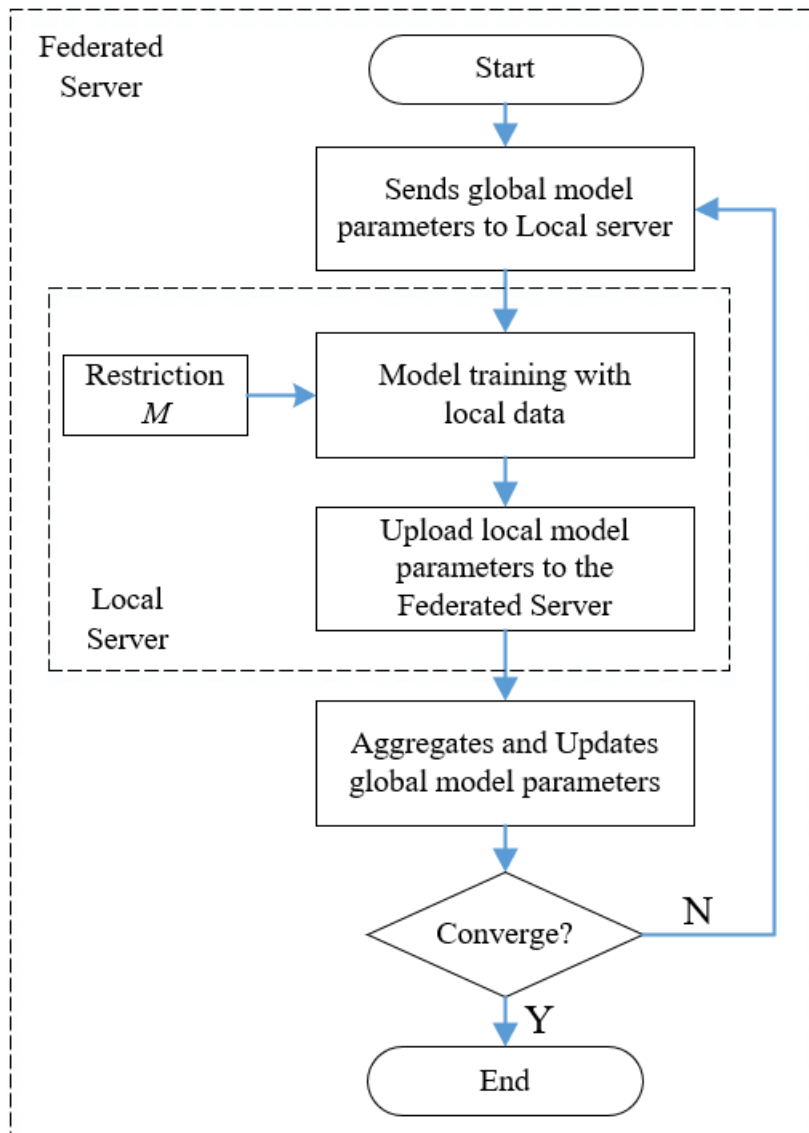 Federated
Server
Start
Sends global model
parameters to Local server
Restriction
M
Model training with
local data
Upload local model
parameters to the
Federated Server
Local
Server
Aggregates and Updates
global model parameters
Converge?
N
Y
End